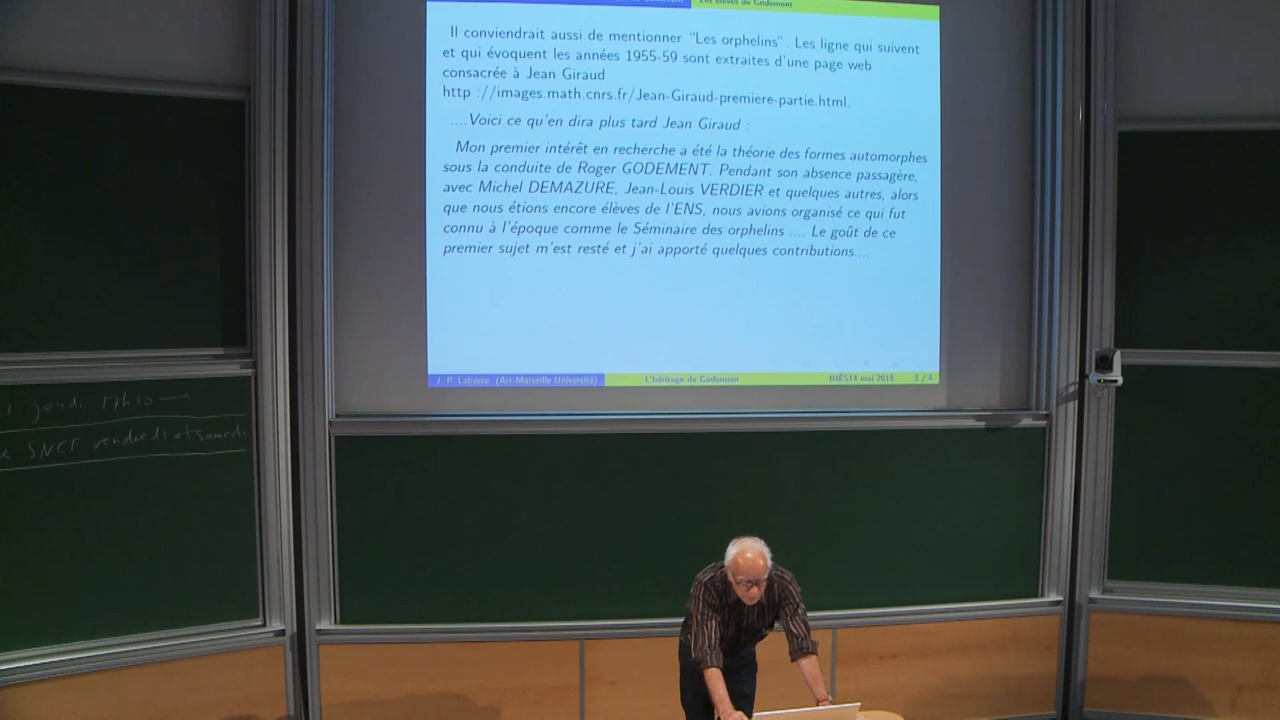 Les élèves de Godement
Il conviendrait aussi de mentionner "Les orphelins". Les ligne qui suivent
et qui évoquent les années 1955-59 sont extraites d'une page web
consacrée à Jean Giraud
http ://images.math.cnrs.fr/Jean-Giraud-premiere-partie.html.
....Voici ce qu'en dira plus tard Jean Giraud :
Mon premier intérêt en recherche a été la théorie des formes automorphes
sous la conduite de Roger GODEMENT. Pendant son absence passagère,
avec Michel DEMAZURE, Jean-Louis VERDIER et quelques autres, alors
que nous étions encore élèves de l'ENS, nous avions organisé ce qui fut
connu à l'époque comme le Séminaire des orphelins .... Le goût de ce
premier sujet m'est resté et j'ai apporté quelques contributions....
J.-P. Labesse (Aix-Marseille Université) L'héritage de Godement IHÉS14 mai 2018 3 / 4
jeudi 17h30
SNCF vendredi et samedi